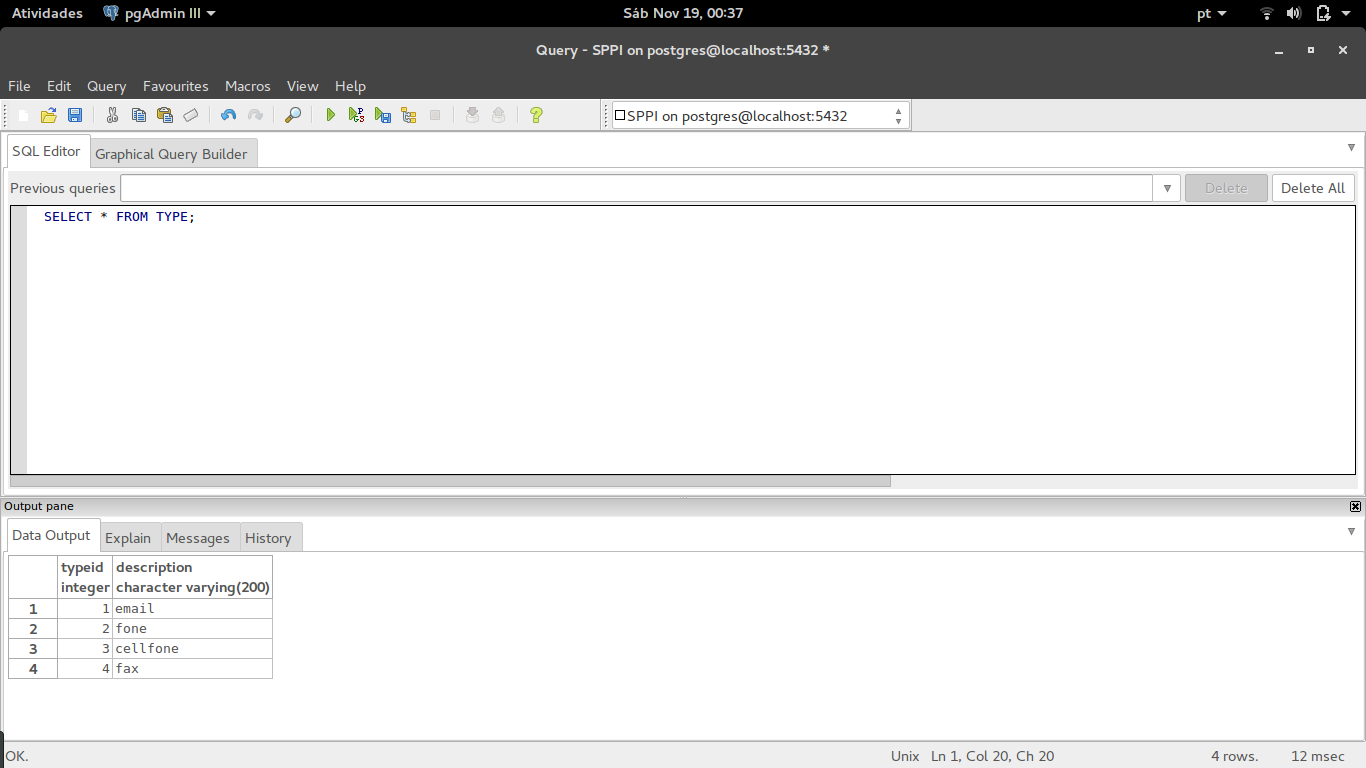 Atividades pgAdmin III Sáb Nov 19, 00:37 pt
Query - SPPI on postgres@localhost:5432 *
File Edit Query Favourites Macros View Help
SPPI on postgres@localhost:5432
SQL Editor Graphical Query Builder
Previous queries Delete Delete All
SELECT * FROM TYPE;
Output pane
Data Output Explain Messages History
typeid description
integer character varying(200)
1 1 email
2 2 fone
3 3 cellfone
4 4 fax
OK. Unix Ln 1, Col 20, Ch 20 4 rows. 12 msec